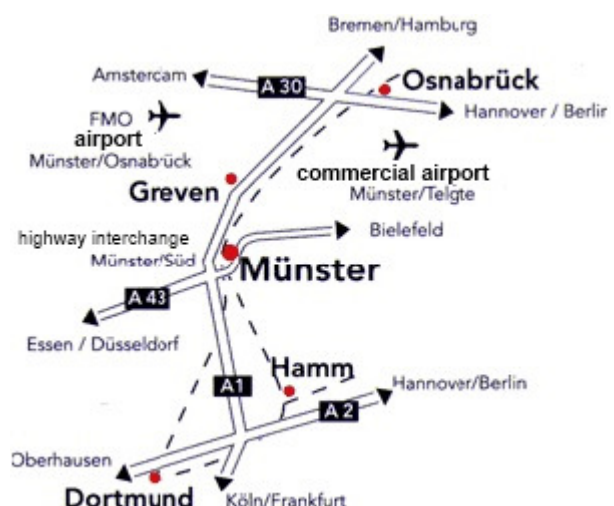 Bremen/Hamburg
Amstercam
A 30
Osnabrück
Hannover / Berlir
FMO
airport
Münster/Osnabrück
commercial airport
Münster/Telgte
Greven
highway interchange
Münster/Süd
Bielefeld
Münster
A 43
Essen / Düsseldorf
Hamm
A1
Hannover/Berlin
A 2
Oberhausen
Dortmund
Köln/Frankfurt